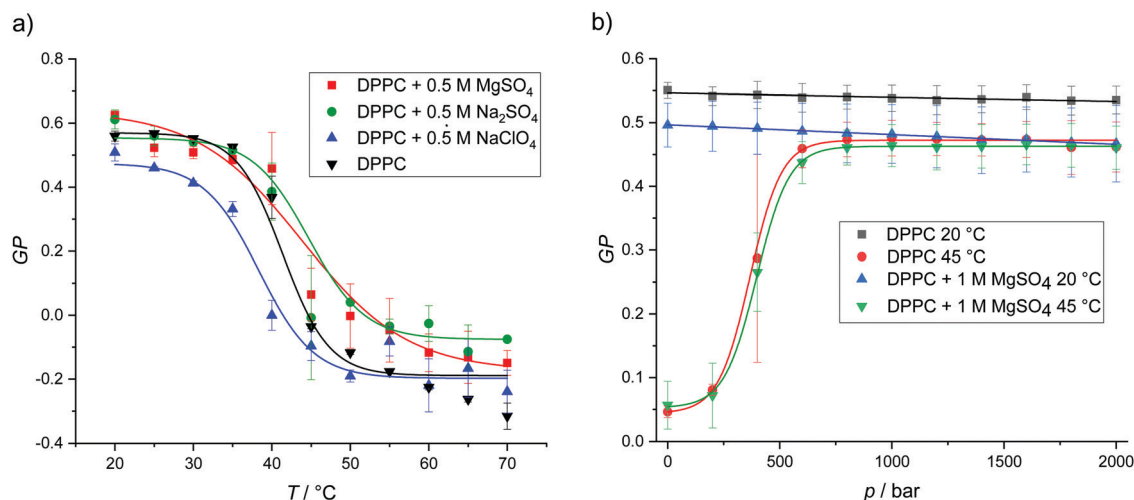 a)
GP
0.8
0.6
0.4
0.2
0.0
-0.2
-0.4
DPPC + 0.5 M MgSO₄
DPPC + 0.5 M Na₂SO₄
DPPC + 0.5 M NaClO₄
DPPC
20 30 40 50 60 70
T / °C
b)
GP
0.6
0.5
0.4
0.3
0.2
0.1
0.0
DPPC 20 °C
DPPC 45 °C
DPPC + 1 M MgSO₄ 20 °C
DPPC + 1 M MgSO₄ 45 °C
0 500 1000 1500 2000
p / bar